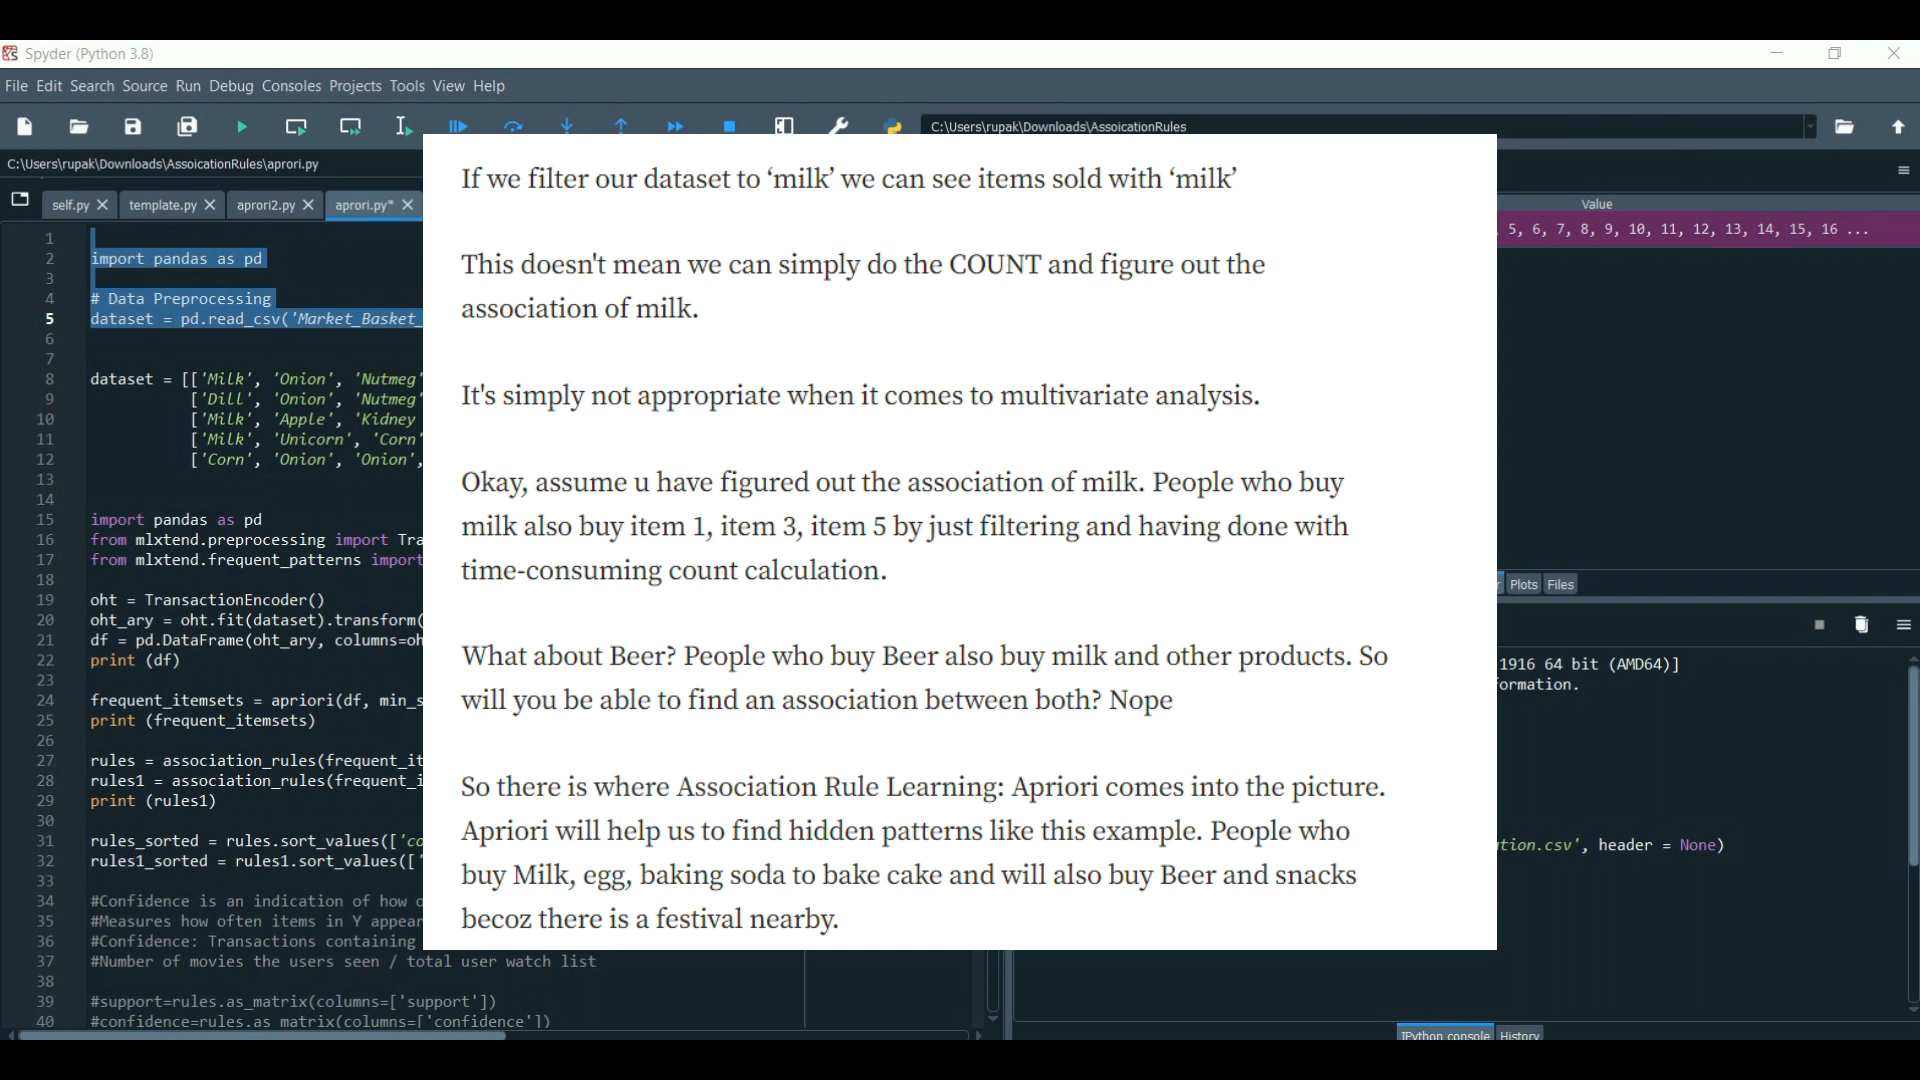 Spyder (Python 3.8)
File Edit Search Source Run Debug Consoles Projects Tools View Help
C:\Users\rupak\Downloads\AssoicationRules
C:\Users\rupak\Downloads\AssoicationRules\aprori.py
self.py template.py aprori2.py aprori.py*
Value
5, 6, 7, 8, 9, 10, 11, 12, 13, 14, 15, 16 ...
If we filter our dataset to ‘milk’ we can see items sold with ‘milk’
This doesn't mean we can simply do the COUNT and figure out the
association of milk.
It's simply not appropriate when it comes to multivariate analysis.
Okay, assume u have figured out the association of milk. People who buy
milk also buy item 1, item 3, item 5 by just filtering and having done with
time-consuming count calculation.
What about Beer? People who buy Beer also buy milk and other products. So
will you be able to find an association between both? Nope
So there is where Association Rule Learning: Apriori comes into the picture.
Apriori will help us to find hidden patterns like this example. People who
buy Milk, egg, baking soda to bake cake and will also buy Beer and snacks
becoz there is a festival nearby.
1
2 import pandas as pd
3
4 # Data Preprocessing
5 dataset = pd.read_csv('Market_Basket_
6
7
8 dataset = [['Milk', 'Onion', 'Nutmeg'
9 ['Dill', 'Onion', 'Nutmeg'
10 ['Milk', 'Apple', 'Kidney
11 ['Milk', 'Unicorn', 'Corn'
12 ['Corn', 'Onion', 'Onion',
13
14
15 import pandas as pd
16 from mlxtend.preprocessing import Tra
17 from mlxtend.frequent_patterns import
18
19 oht = TransactionEncoder()
20 oht_ary = oht.fit(dataset).transform(
21 df = pd.DataFrame(oht_ary, columns=oh
22 print (df)
23
24 frequent_itemsets = apriori(df, min_s
25 print (frequent_itemsets)
26
27 rules = association_rules(frequent_it
28 rules1 = association_rules(frequent_i
29 print (rules1)
30
31 rules_sorted = rules.sort_values(['co
32 rules1_sorted = rules1.sort_values(['
33
34 #Confidence is an indication of how o
35 #Measures how often items in Y appear
36 #Confidence: Transactions containing
37 #Number of movies the users seen / total user watch list
38
39 #support=rules.as_matrix(columns=['support'])
40 #confidence=rules.as_matrix(columns=['confidence'])
Plots Files
1916 64 bit (AMD64)]
ormation.
tion.csv', header = None)
IPython console History